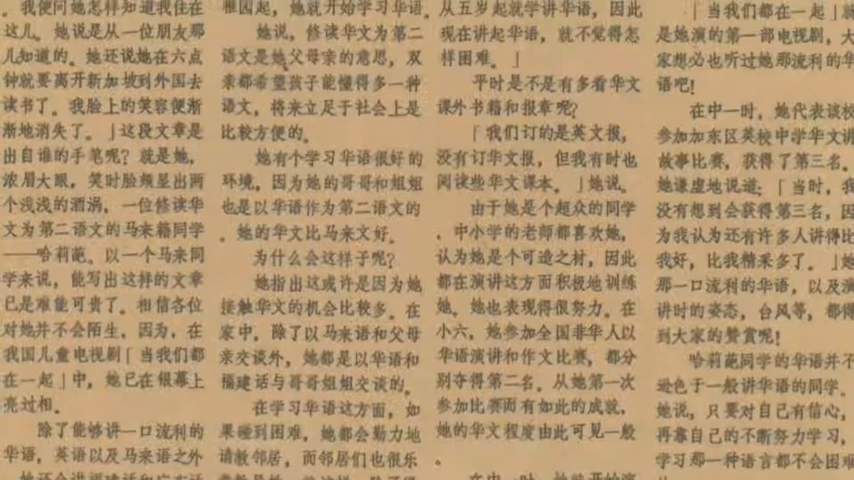 我便问她怎样知道我住在
这儿。她说是从一位朋友那
儿知道的。她还说她在六点
钟就要离开新加坡到外国去
读书了。我脸上的笑容便渐
渐地消失了。」这段文章是
出自谁的手笔呢？就是她，
浓眉大眼，笑时脸颊显出两
个浅浅的酒涡，一位修读华
文为第二语文的马来籍同学
——哈莉葩。以一个马来同
学来说，能写出这样的文章
已是难能可贵了。相信各位
对她并不会陌生，因为，在
我国儿童电视剧「当我们都
在一起」中，她已在银幕上
亮过相。
除了能够讲一口流利的
华语，英语以及马来语之外
稚园起，她就开始学习华语。
她说，修读华文为第二
语文是她父母亲的意思，双
亲都希望孩子能懂得多一种
语文，将来立足于社会上是
比较方便的。
她有个学习华语很好的
环境，因为她的哥哥和姐姐
也是以华语作为第二语文的
。她的华文比马来文好。
为什么会这样子呢？
她指出这或许是因为她
接触华文的机会比较多。在
家中，除了以马来语和父母
亲交谈外，她都是以华语和
福建话与哥哥姐姐交谈的。
在学习华语这方面，如
果碰到困难，她都会勤力地
请教邻居，而邻居们也很乐
从五岁起就学讲华语，因此
现在讲起华语，就不觉得怎
样困难。」
平时是不是有多看华文
课外书籍和报章呢？
「我们订的是英文报，
没有订华文报，但我有时也
阅读些华文课本。」她说。
由于她是个超众的同学
，中小学的老师都喜欢她，
认为她是个可造之材，因此
都在演讲这方面积极地训练
她。她也表现得很努力。在
小六，她参加全国非华人以
华语演讲和作文比赛，都分
别夺得第二名。从她第一次
参加比赛而有如此的成就，
她的华文程度由此可见一般
。
「当我们都在一起」就
是她演的第一部电视剧，大
家想必也听过她那流利的华
语吧！
在中一时，她代表该校
参加加东区英校中学华文讲
故事比赛，获得了第三名。
她谦虚地说道：「当时，我
没有想到会获得第三名，因
为我认为还有许多人讲得比
我好，比我精采多了。」她
那一口流利的华语，以及演
讲时的姿态，台风等，都得
到大家的赞赏呢！
哈莉葩同学的华语并不
逊色于一般讲华语的同学。
她说，只要对自己有信心，
再靠自己的不断努力学习，
学习那一种语言都不会困难